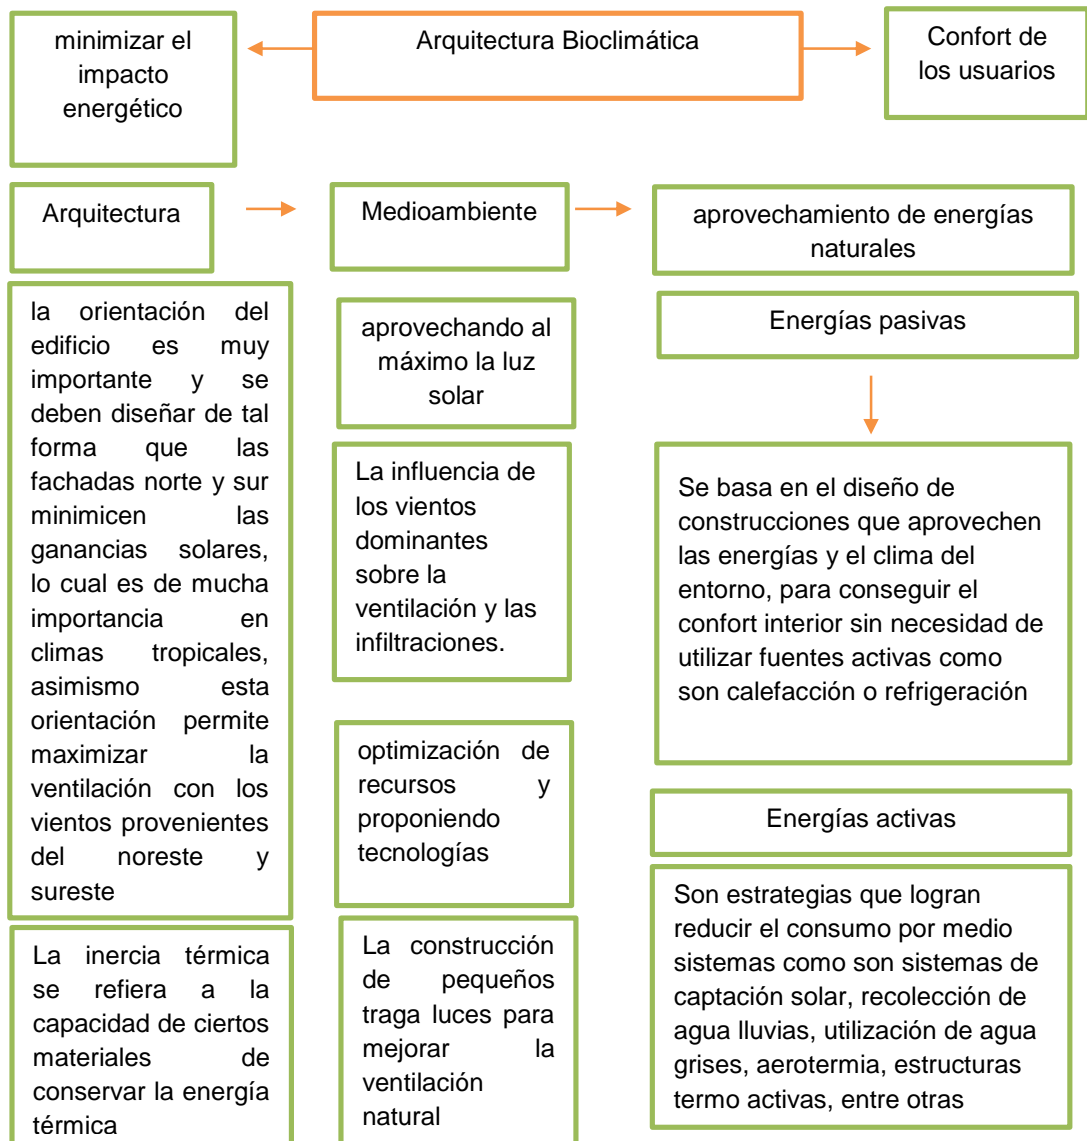 minimizar el
impacto
energético
Arquitectura Bioclimática
Confort de
los usuarios
Arquitectura
Medioambiente
aprovechamiento de energías
naturales
la orientación del
edificio es muy
importante y se
deben diseñar de tal
forma que las
fachadas norte y sur
minimicen las
ganancias solares,
lo cual es de mucha
importancia en
climas tropicales,
asimismo esta
orientación permite
maximizar la
ventilación con los
vientos provenientes
del noreste y
sureste
La inercia térmica
se refiera a la
capacidad de ciertos
materiales de
conservar la energía
térmica
aprovechando al
máximo la luz
solar
La influencia de
los vientos
dominantes
sobre la
ventilación y las
infiltraciones.
optimización de
recursos y
proponiendo
tecnologías
La construcción
de pequeños
traga luces para
mejorar la
ventilación
natural
Energías pasivas
Se basa en el diseño de
construcciones que aprovechen
las energías y el clima del
entorno, para conseguir el
confort interior sin necesidad de
utilizar fuentes activas como
son calefacción o refrigeración
Energías activas
Son estrategias que logran
reducir el consumo por medio
sistemas como son sistemas de
captación solar, recolección de
agua lluvias, utilización de agua
grises, aerotermia, estructuras
termo activas, entre otras